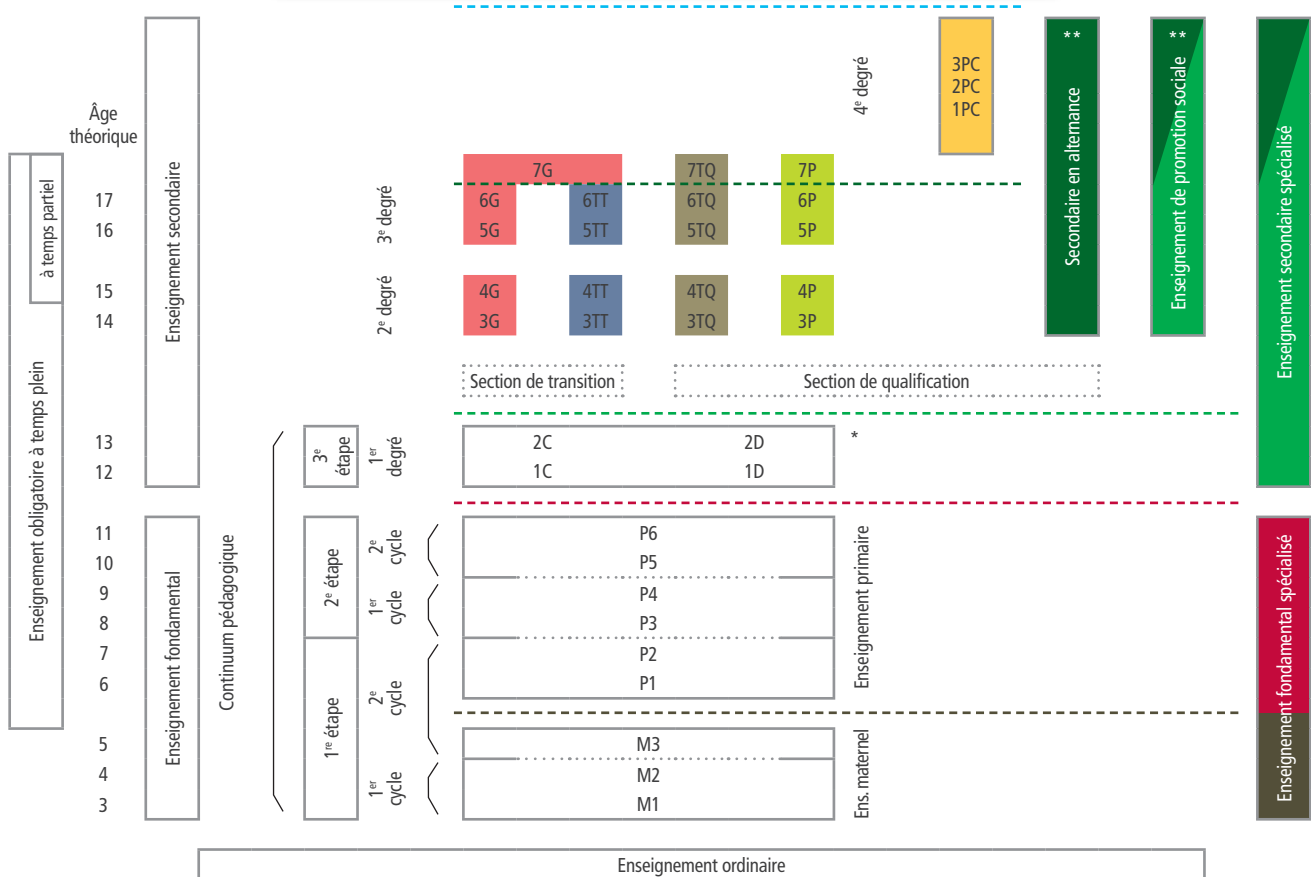 4e degré
3PC
2PC
1PC
Secondaire en alternance
**
Enseignement de promotion sociale
**
Enseignement secondaire spécialisé
Âge
théorique
à temps partiel
Enseignement obligatoire à temps plein
Enseignement secondaire
3e degré
7G
7TQ
7P
17
6G
6TT
6TQ
6P
16
5G
5TT
5TQ
5P
2e degré
15
4G
4TT
4TQ
4P
14
3G
3TT
3TQ
3P
Section de transition
Section de qualification
3e
étape
1er
degré
13
2C
2D
*
12
1C
1D
Enseignement fondamental
Continuum pédagogique
2e étape
2e
cycle
11
P6
10
P5
Enseignement primaire
1er
cycle
9
P4
8
P3
1re étape
2e
cycle
7
P2
6
P1
Enseignement fondamental spécialisé
5
M3
1er
cycle
4
M2
3
M1
Ens. maternel
Enseignement ordinaire